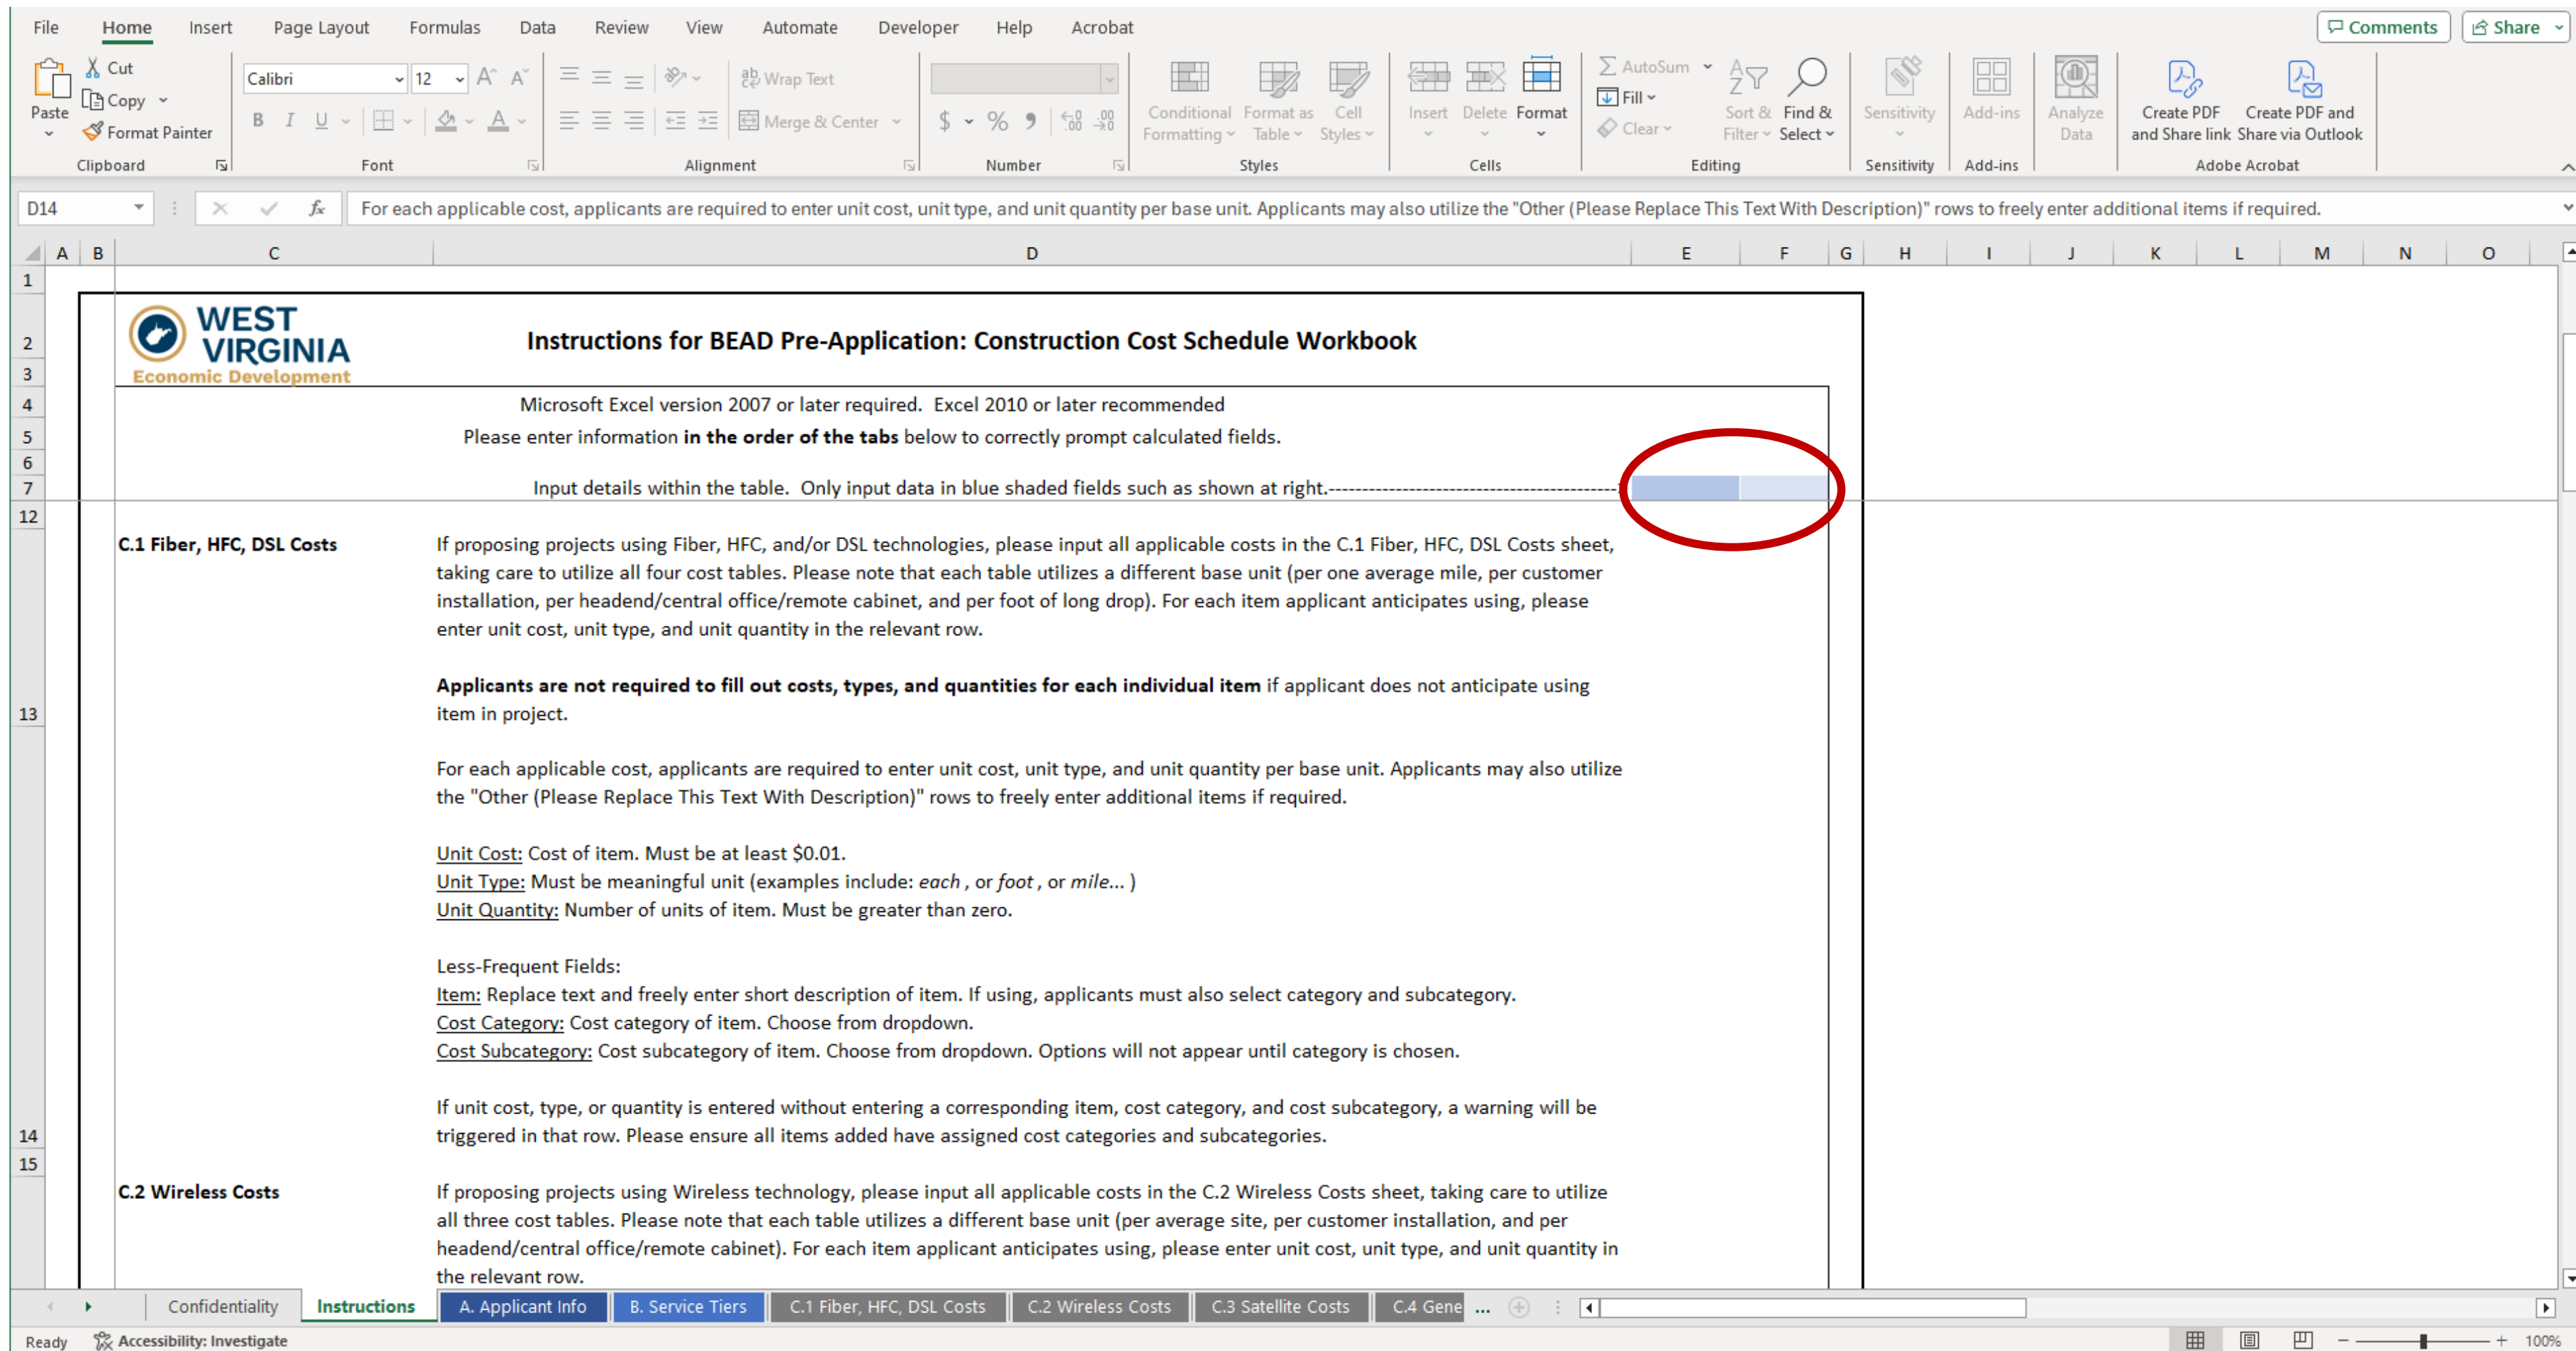 File Home Insert Page Layout Formulas Data Review View Automate Developer Help Acrobat Comments Share
Cut
Copy
Paste
Format Painter
Clipboard
Calibri 12 A^ A˅
B I U A
Font
ab Wrap Text
Merge & Center
Alignment
$ % 9 .00
Number
Conditional Formatting
Format as Table
Cell Styles
Styles
Insert Delete Format
Cells
AutoSum
Fill
Clear
Sort & Filter
Find & Select
Editing
Sensitivity
Sensitivity
Add-ins
Add-ins
Analyze Data
Create PDF and Share link
Create PDF and Share via Outlook
Adobe Acrobat
D14 fx For each applicable cost, applicants are required to enter unit cost, unit type, and unit quantity per base unit. Applicants may also utilize the "Other (Please Replace This Text With Description)" rows to freely enter additional items if required.
A B C D E F G H I J K L M N O
1
2
3
4
5
6
7
12
13
14
15
WEST
VIRGINIA
Economic Development
Instructions for BEAD Pre-Application: Construction Cost Schedule Workbook
Microsoft Excel version 2007 or later required. Excel 2010 or later recommended
Please enter information in the order of the tabs below to correctly prompt calculated fields.
Input details within the table. Only input data in blue shaded fields such as shown at right.-----------------------------------------
C.1 Fiber, HFC, DSL Costs
If proposing projects using Fiber, HFC, and/or DSL technologies, please input all applicable costs in the C.1 Fiber, HFC, DSL Costs sheet,
taking care to utilize all four cost tables. Please note that each table utilizes a different base unit (per one average mile, per customer
installation, per headend/central office/remote cabinet, and per foot of long drop). For each item applicant anticipates using, please
enter unit cost, unit type, and unit quantity in the relevant row.
Applicants are not required to fill out costs, types, and quantities for each individual item if applicant does not anticipate using
item in project.
For each applicable cost, applicants are required to enter unit cost, unit type, and unit quantity per base unit. Applicants may also utilize
the "Other (Please Replace This Text With Description)" rows to freely enter additional items if required.
Unit Cost: Cost of item. Must be at least $0.01.
Unit Type: Must be meaningful unit (examples include: each , or foot , or mile... )
Unit Quantity: Number of units of item. Must be greater than zero.
Less-Frequent Fields:
Item: Replace text and freely enter short description of item. If using, applicants must also select category and subcategory.
Cost Category: Cost category of item. Choose from dropdown.
Cost Subcategory: Cost subcategory of item. Choose from dropdown. Options will not appear until category is chosen.
If unit cost, type, or quantity is entered without entering a corresponding item, cost category, and cost subcategory, a warning will be
triggered in that row. Please ensure all items added have assigned cost categories and subcategories.
C.2 Wireless Costs
If proposing projects using Wireless technology, please input all applicable costs in the C.2 Wireless Costs sheet, taking care to utilize
all three cost tables. Please note that each table utilizes a different base unit (per average site, per customer installation, and per
headend/central office/remote cabinet). For each item applicant anticipates using, please enter unit cost, unit type, and unit quantity in
the relevant row.
Confidentiality Instructions A. Applicant Info B. Service Tiers C.1 Fiber, HFC, DSL Costs C.2 Wireless Costs C.3 Satellite Costs C.4 Gene ...
Ready Accessibility: Investigate 100%